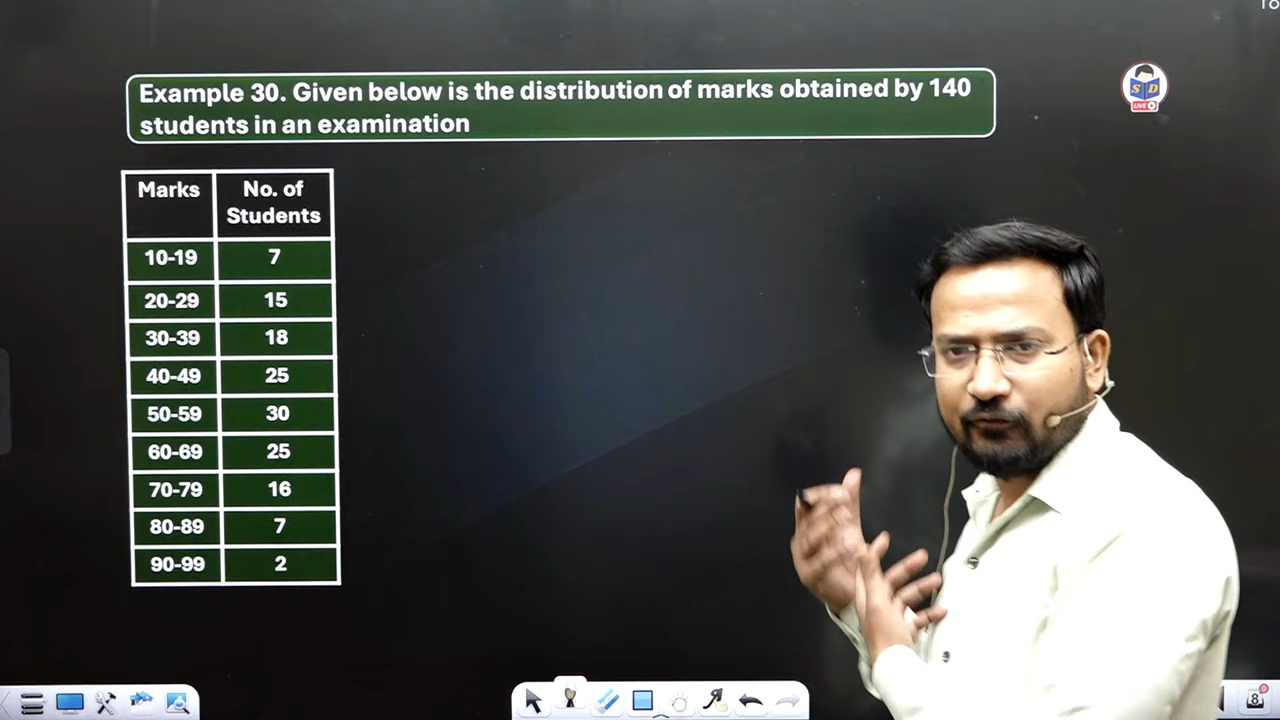 Example 30. Given below is the distribution of marks obtained by 140
students in an examination
S D
LIVE
Marks
No. of
Students
10-19 7
20-29 15
30-39 18
40-49 25
50-59 30
60-69 25
70-79 16
80-89 7
90-99 2
8